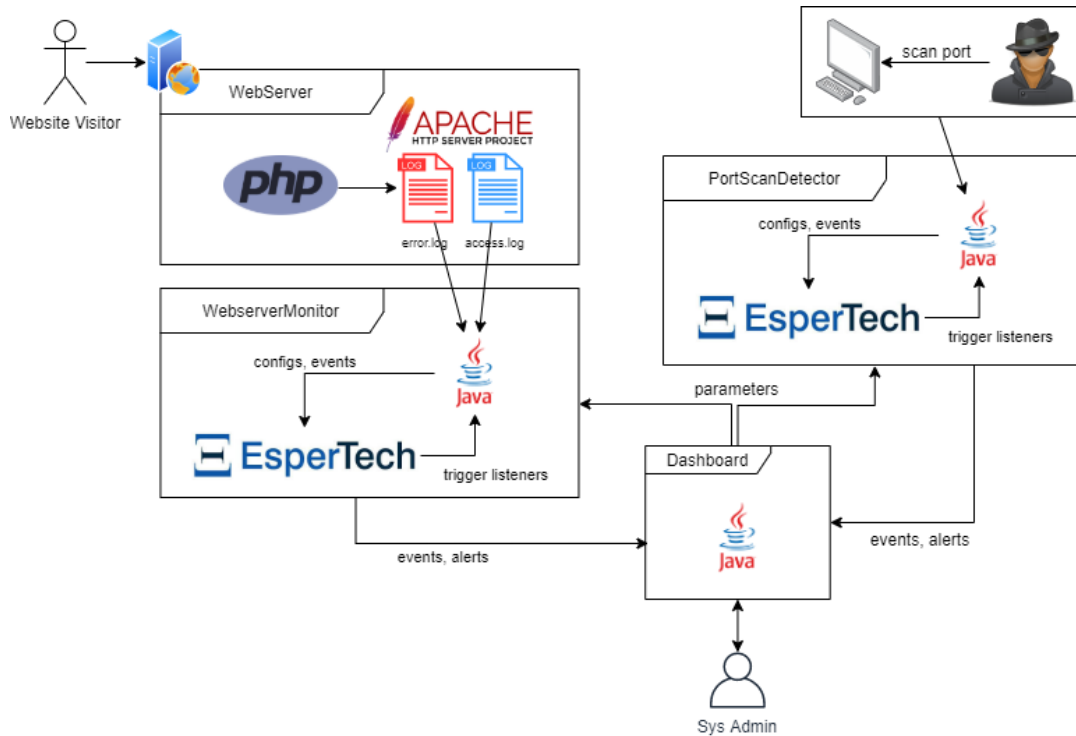 scan port
Website Visitor
WebServer
APACHE
HTTP SERVER PROJECT
LOG
LOG
php
error.log
access.log
PortScanDetector
configs, events
Java
EsperTech
trigger listeners
WebserverMonitor
configs, events
Java
EsperTech
trigger listeners
parameters
Dashboard
Java
events, alerts
events, alerts
Sys Admin